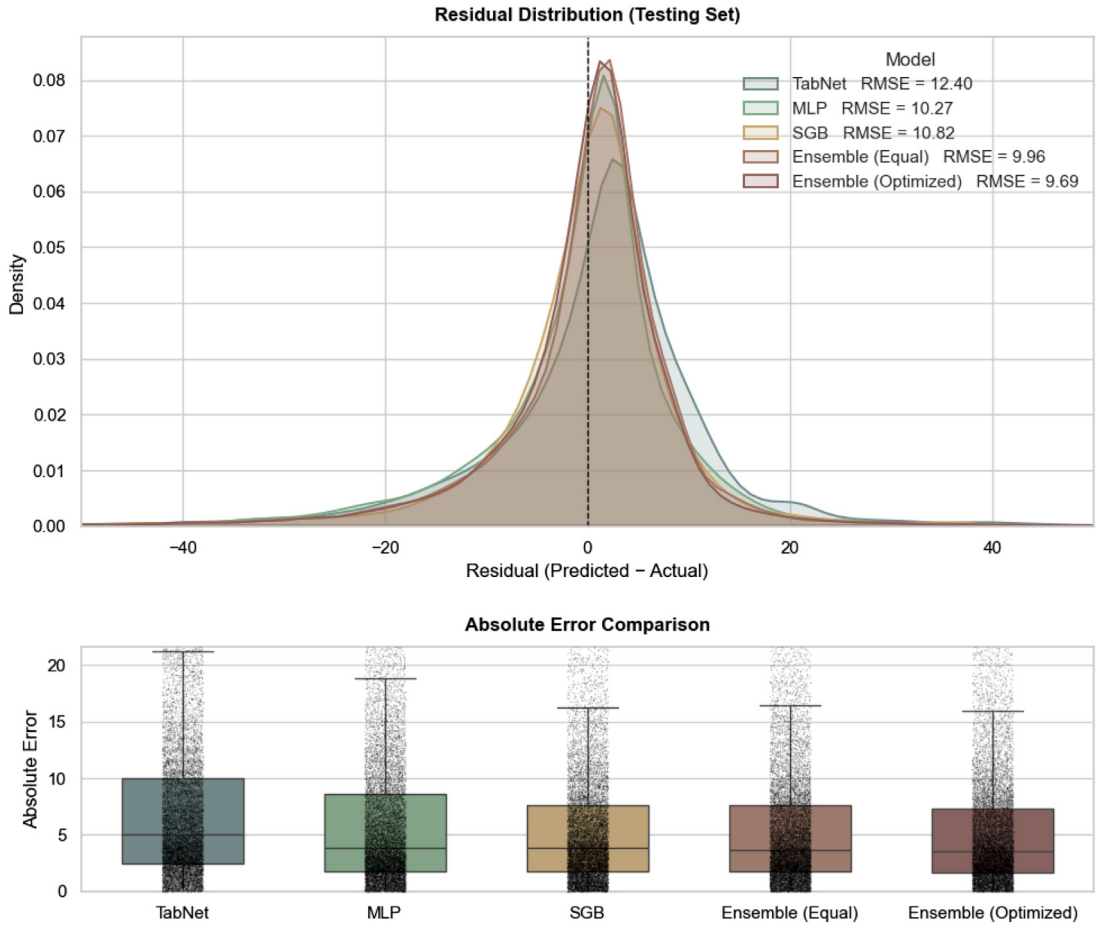 Residual Distribution (Testing Set)
Model
TabNet RMSE = 12.40
MLP RMSE = 10.27
SGB RMSE = 10.82
Ensemble (Equal) RMSE = 9.96
Ensemble (Optimized) RMSE = 9.69
Density
0.08
0.07
0.06
0.05
0.04
0.03
0.02
0.01
0.00
−40 −20 0 20 40
Residual (Predicted − Actual)
Absolute Error Comparison
Absolute Error
20
15
10
5
0
TabNet MLP SGB Ensemble (Equal) Ensemble (Optimized)